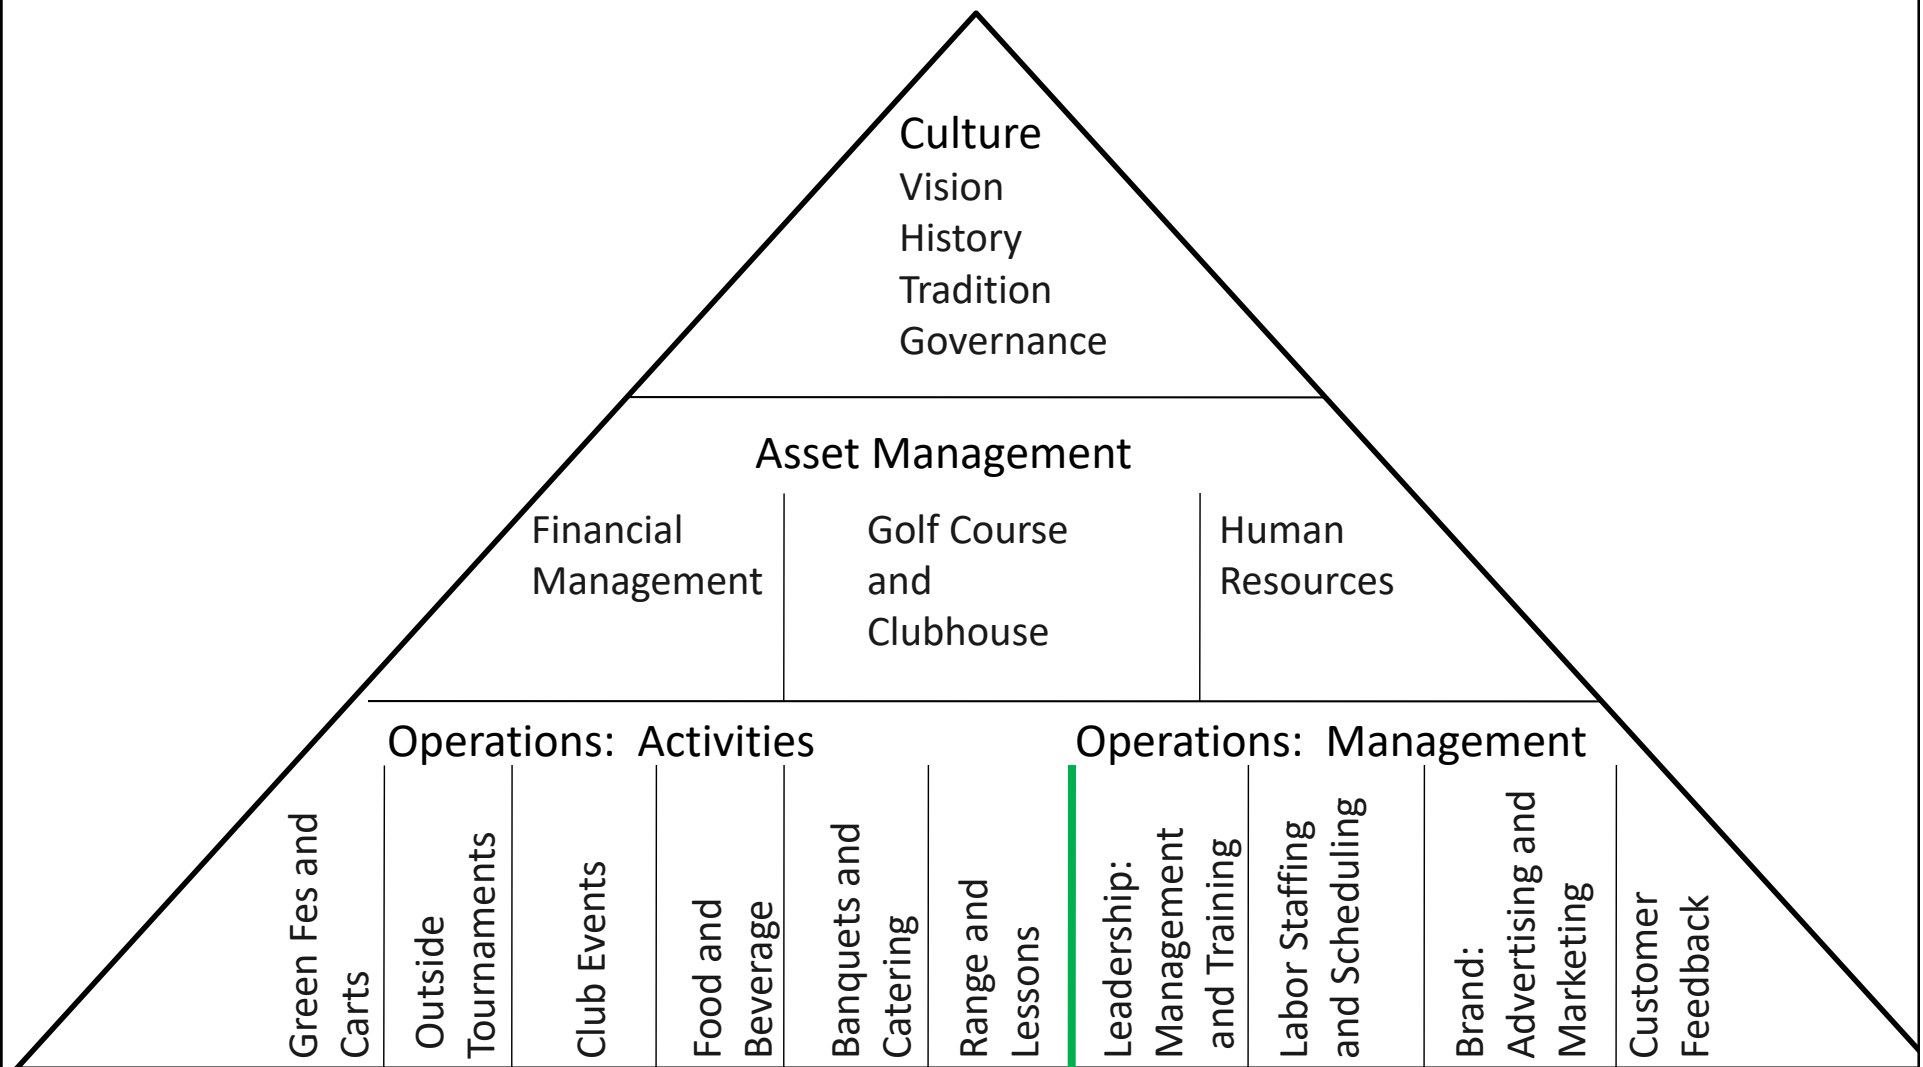 Culture
Vision
History
Tradition
Governance
Asset Management
Financial
Management
Golf Course
and
Clubhouse
Human
Resources
Operations:  Activities
Operations:  Management
Green Fes and
Carts
Outside
Tournaments
Club Events
Food and
Beverage
Banquets and
Catering
Range and
Lessons
Leadership:
Management
and Training
Labor Staffing
and Scheduling
Brand:
Advertising and
Marketing
Customer
Feedback